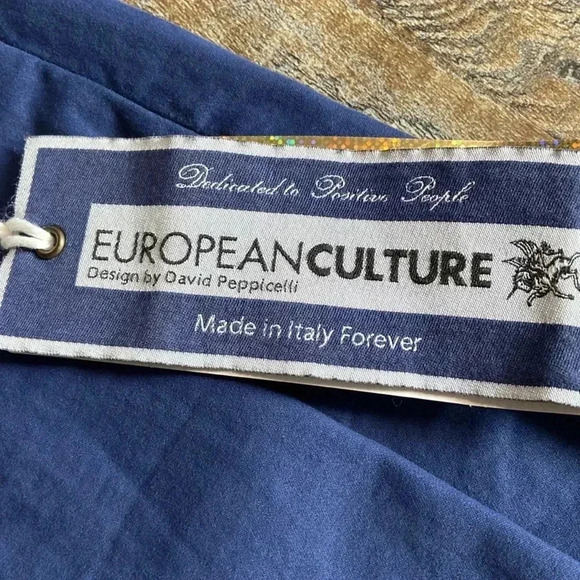 Dedicated to Positive People
EUROPEANCULTURE
Design by David Peppicelli
Made in Italy Forever